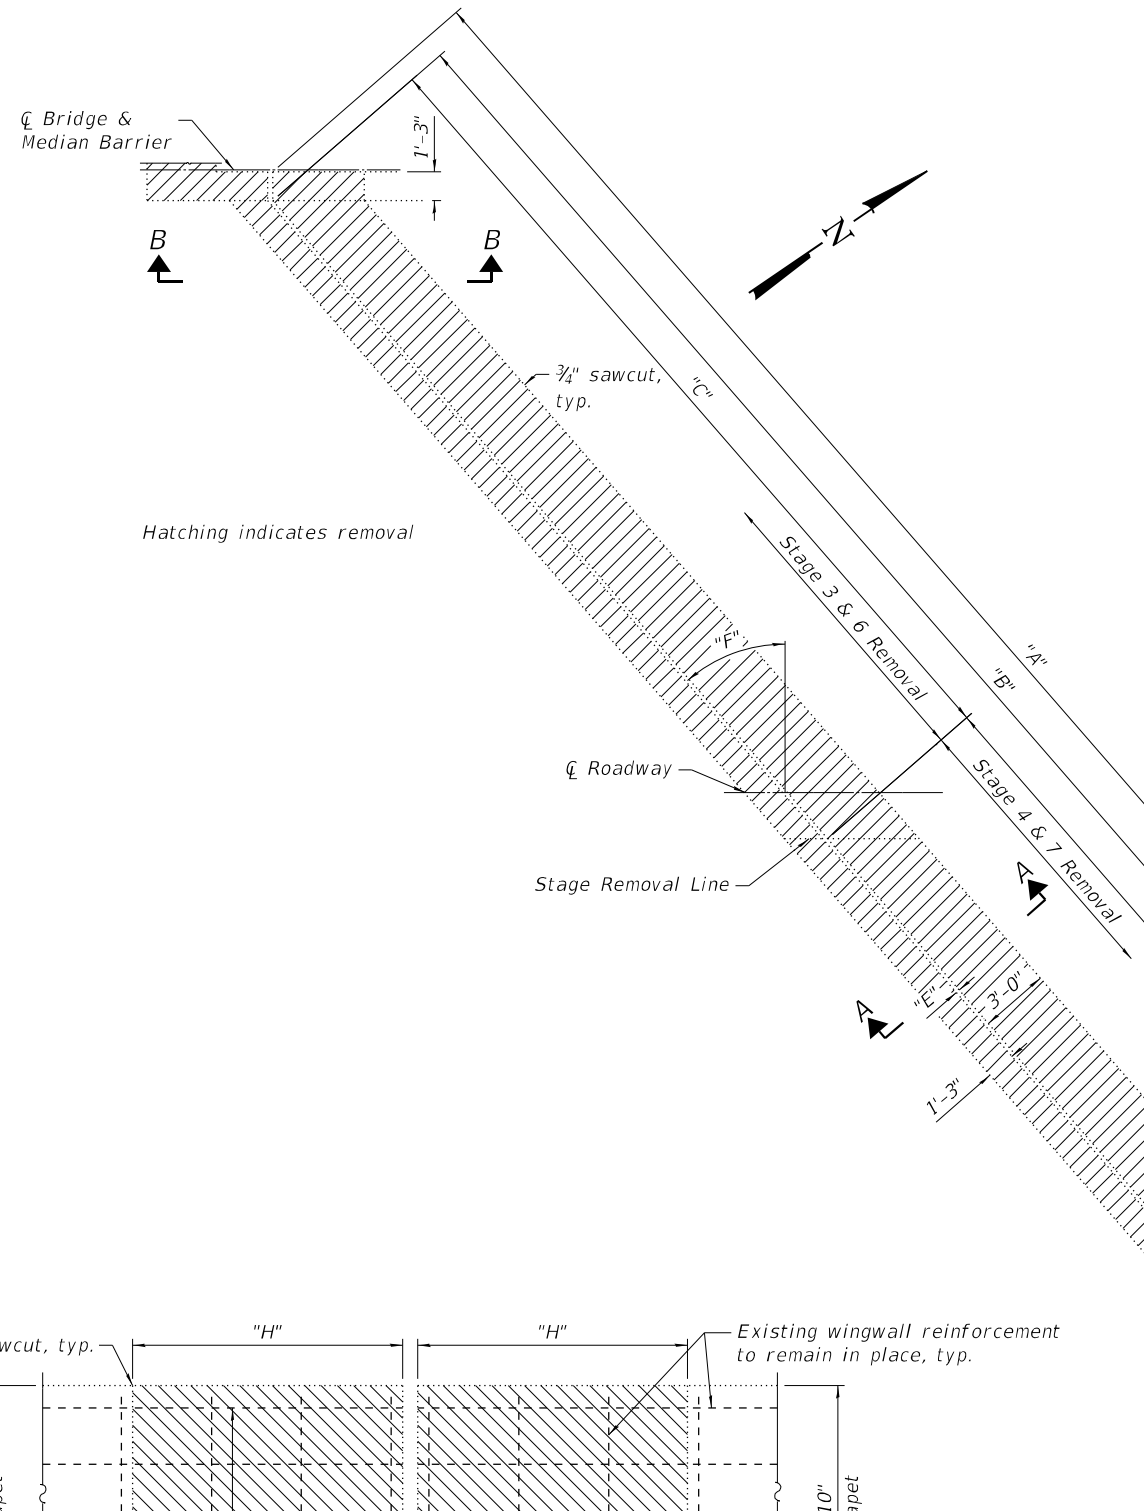 ℄ Bridge &
Median Barrier
1'-3"
N
B
B
¾" sawcut,
typ.
"C"
Hatching indicates removal
Stage 3 & 6 Removal
"F"
"A"
"B"
℄ Roadway
Stage 4 & 7 Removal
Stage Removal Line
A
A
"E"
3'-0"
1'-3"
"H"
"H"
Existing wingwall reinforcement
to remain in place, typ.
wcut, typ.
10"
apet